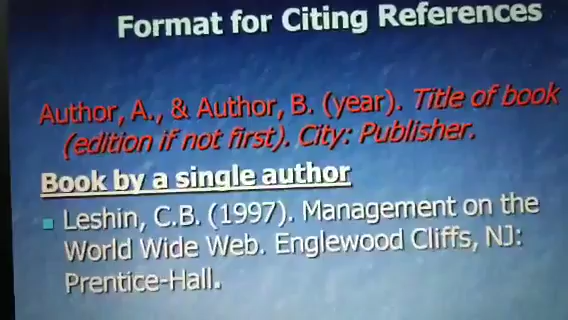 Format for Citing References
Author, A., & Author, B. (year). Title of book
(edition if not first). City: Publisher.
Book by a single author
Leshin, C.B. (1997). Management on the
World Wide Web. Englewood Cliffs, NJ:
Prentice-Hall.